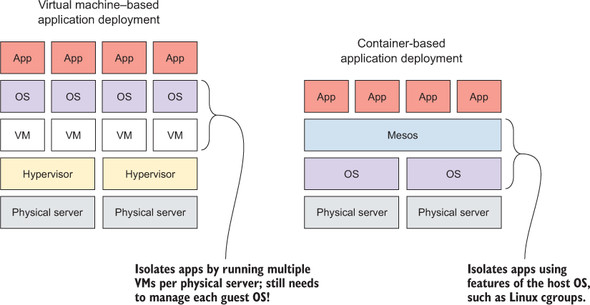 Virtual machine–based
application deployment
App App App App
OS OS OS OS
VM VM VM VM
Hypervisor Hypervisor
Physical server Physical server
Isolates apps by running multiple
VMs per physical server; still needs
to manage each guest OS!
Container-based
application deployment
App App App App
Mesos
OS OS
Physical server Physical server
Isolates apps using
features of the host OS,
such as Linux cgroups.